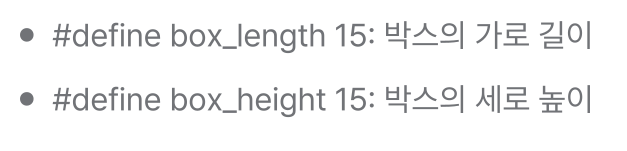 • #define box_length 15: 박스의 가로 길이
• #define box_height 15: 박스의 세로 높이